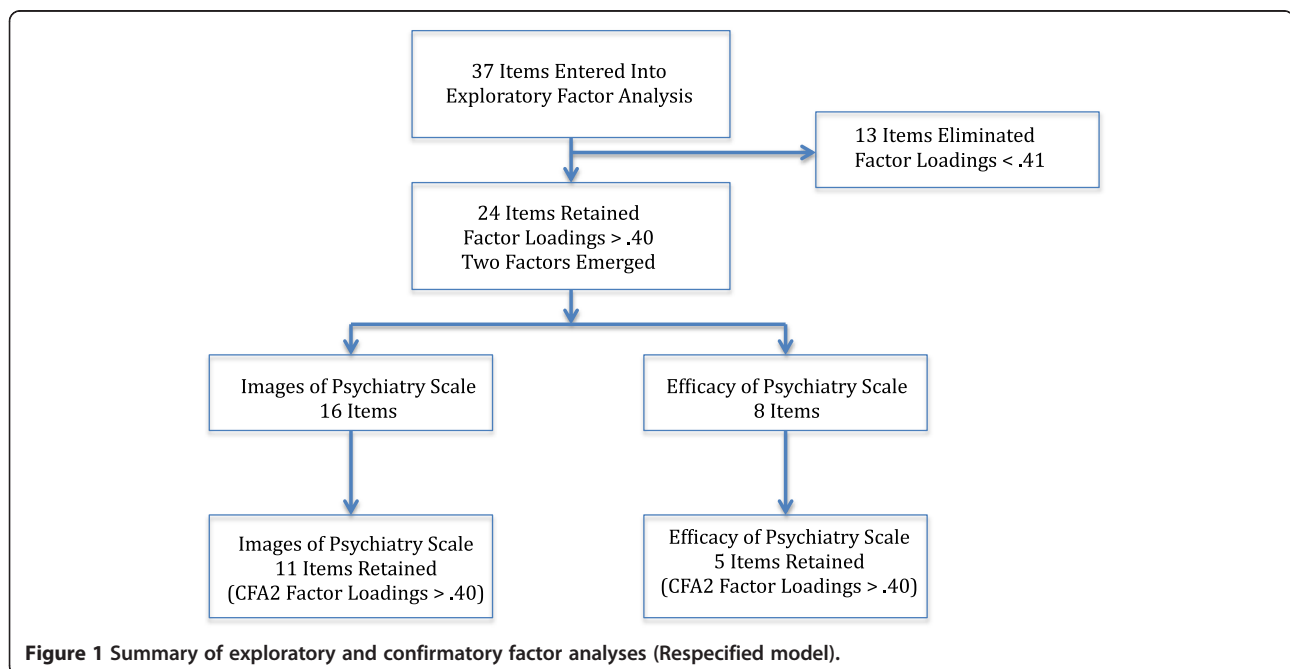 37 Items Entered Into
Exploratory Factor Analysis
13 Items Eliminated
Factor Loadings < .41
24 Items Retained
Factor Loadings > .40
Two Factors Emerged
Images of Psychiatry Scale
16 Items
Efficacy of Psychiatry Scale
8 Items
Images of Psychiatry Scale
11 Items Retained
(CFA2 Factor Loadings > .40)
Efficacy of Psychiatry Scale
5 Items Retained
(CFA2 Factor Loadings > .40)
Figure 1 Summary of exploratory and confirmatory factor analyses (Respecified model).